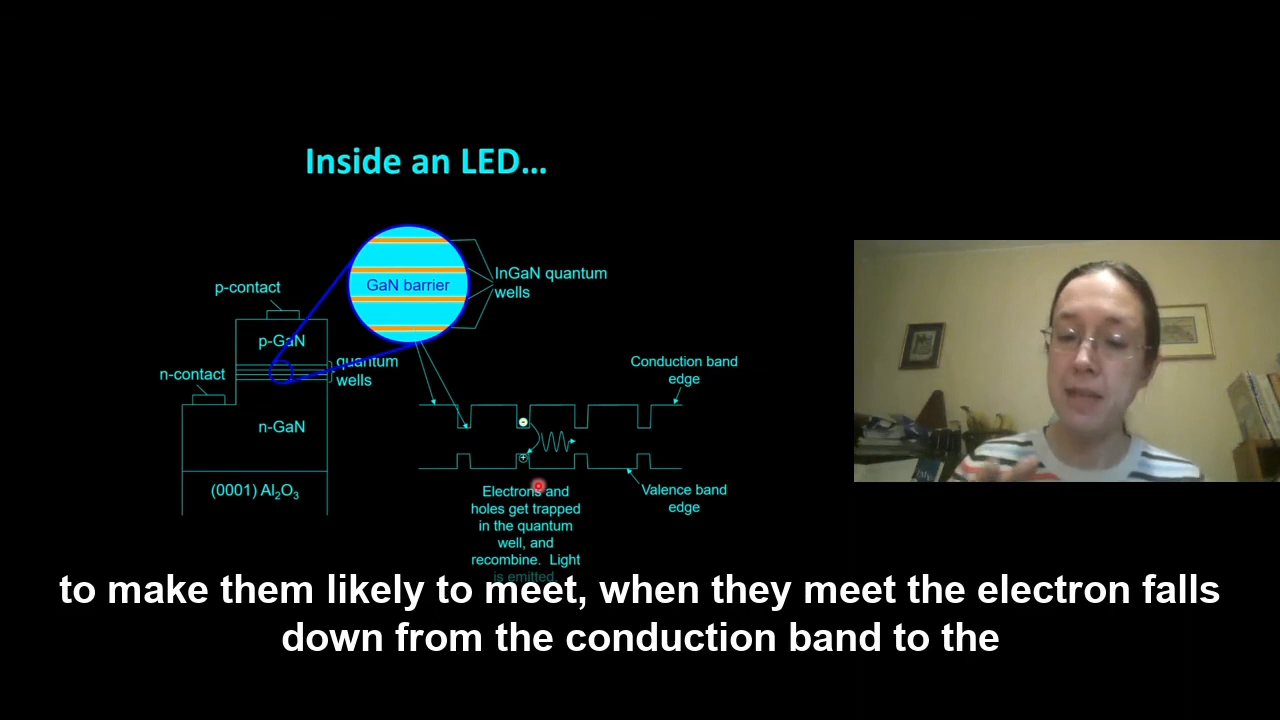 Inside an LED…
GaN barrier
InGaN quantum
wells
p-contact
p-GaN
n-contact
quantum
wells
n-GaN
(0001) Al₂O₃
Conduction band
edge
Valence band
edge
Electrons and
holes get trapped
in the quantum
well, and
recombine. Light
is emitted.
to make them likely to meet, when they meet the electron falls
down from the conduction band to the